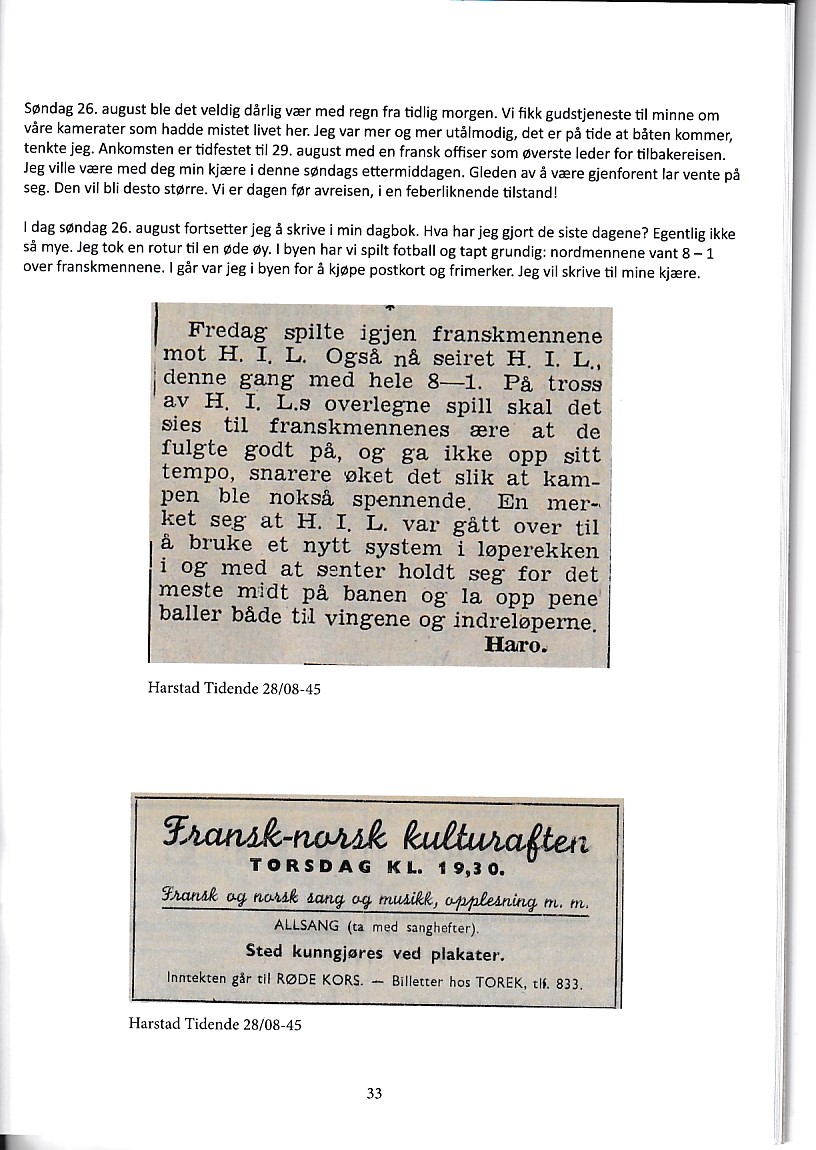 Søndag 26. august ble det veldig dårlig vær med regn fra tidlig morgen. Vi fikk gudstjeneste til minne om
våre kamerater som hadde mistet livet her. Jeg var mer og mer utålmodig, det er på tide at båten kommer,
tenkte jeg. Ankomsten er tidfestet til 29. august med en fransk offiser som øverste leder for tilbakereisen.
Jeg ville være med deg min kjære i denne søndags ettermiddagen. Gleden av å være gjenforent lar vente på
seg. Den vil bli desto større. Vi er dagen før avreisen, i en feberliknende tilstand!
I dag søndag 26. august fortsetter jeg å skrive i min dagbok. Hva har jeg gjort de siste dagene? Egentlig ikke
så mye. Jeg tok en rotur til en øde øy. I byen har vi spilt fotball og tapt grundig: nordmennene vant 8 – 1
over franskmennene. I går var jeg i byen for å kjøpe postkort og frimerker. Jeg vil skrive til mine kjære.
Fredag spilte igjen franskmennene
mot H. I. L. Også nå seiret H. I. L.,
denne gang med hele 8—1. På tross
av H. I. L.s overlegne spill skal det
sies til franskmennenes ære at de
fulgte godt på, og ga ikke opp sitt
tempo, snarere øket det slik at kam-
pen ble nokså spennende. En mer-
ket seg at H. I. L. var gått over til
å bruke et nytt system i løperekken
i og med at senter holdt seg for det
meste midt på banen og la opp pene
baller både til vingene og indreløperne.
Haro.
Harstad Tidende 28/08-45
Fransk-norsk kulturaften
TORSDAG KL. 19,30.
Fransk og norsk sang og musikk, opplesning m. m.
ALLSANG (ta med sanghefter).
Sted kunngjøres ved plakater.
Inntekten går til RØDE KORS. — Billetter hos TOREK, tlf. 833.
Harstad Tidende 28/08-45
33